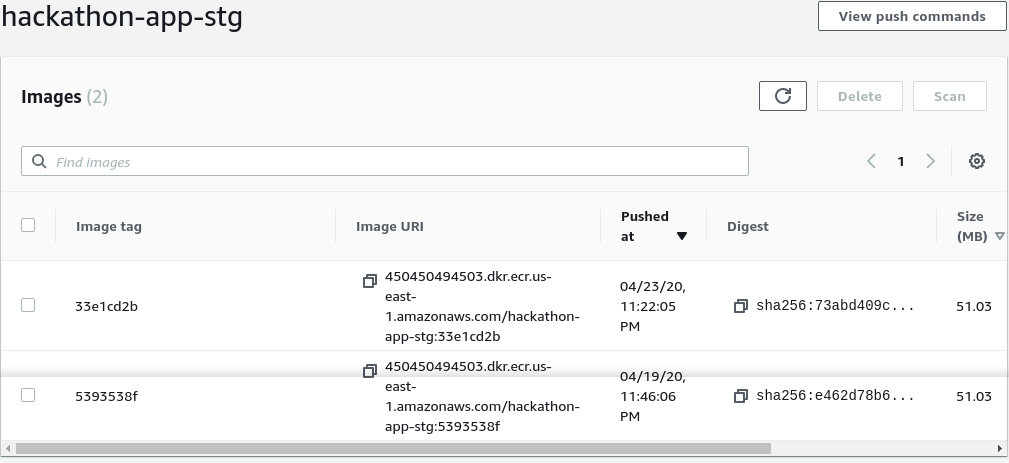 hackathon-app-stg
View push commands
Images (2)
Delete
Scan
Find images
1
Image tag
Image URI
Pushed
at
Digest
Size
(MB)
33e1cd2b
450450494503.dkr.ecr.us-
east-
1.amazonaws.com/hackathon-
app-stg:33e1cd2b
04/23/20,
11:22:05
PM
sha256:73abd409c...
51.03
5393538f
450450494503.dkr.ecr.us-
east-
1.amazonaws.com/hackathon-
app-stg:5393538f
04/19/20,
11:46:06
PM
sha256:e462d78b6...
51.03